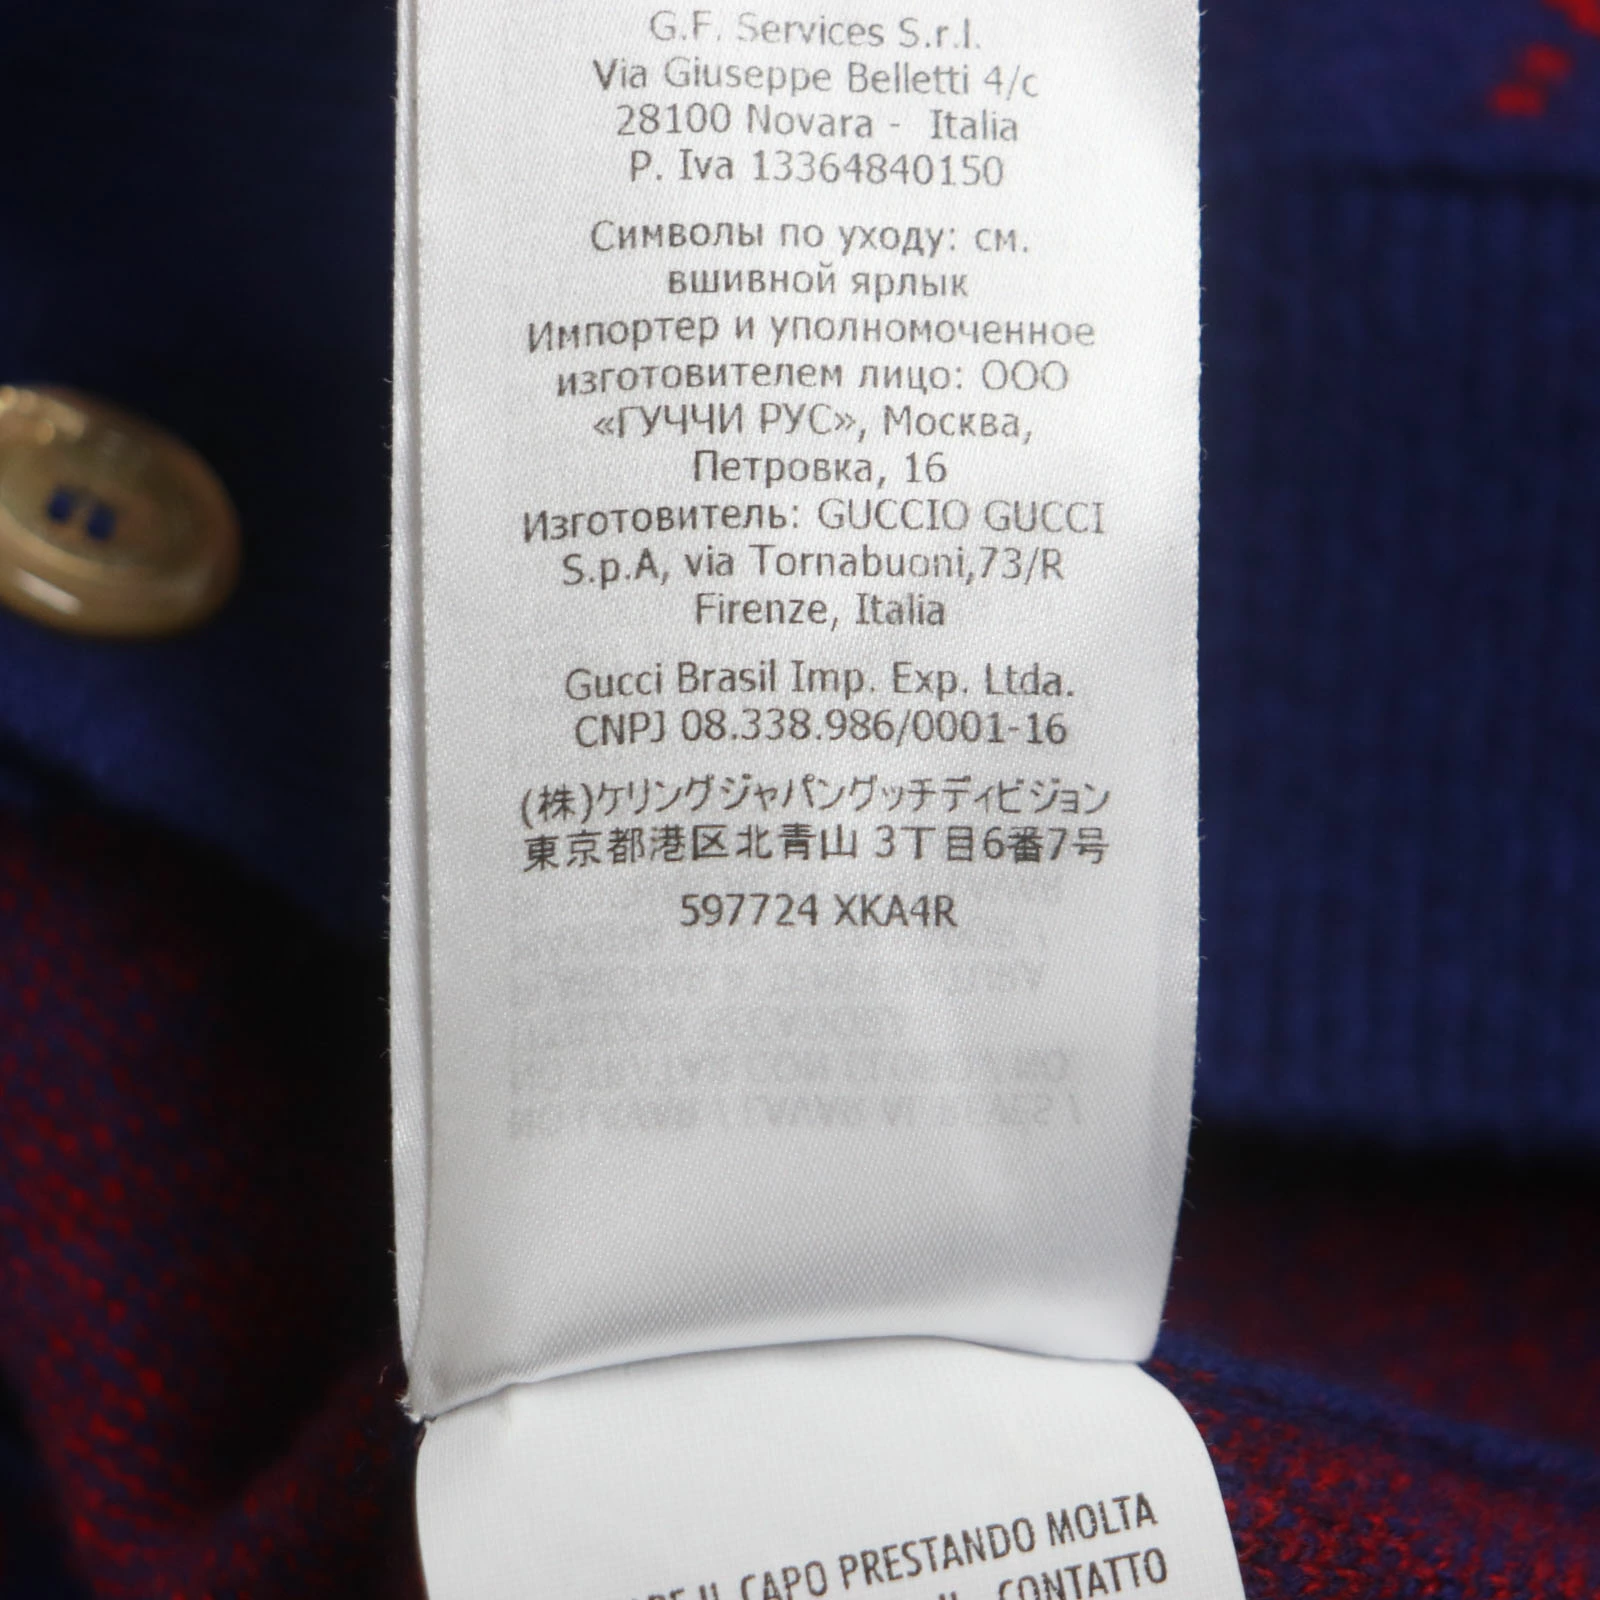 G.F. Services S.r.l.
Via Giuseppe Belletti 4/c
28100 Novara - Italia
P. Iva 13364840150
Символы по уходу: см.
вшивной ярлык
Импортер и уполномоченное
изготовителем лицо: ООО
«ГУЧЧИ РУС», Москва,
Петровка, 16
Изготовитель: GUCCIO GUCCI
S.p.A, via Tornabuoni,73/R
Firenze, Italia
Gucci Brasil Imp. Exp. Ltda.
CNPJ 08.338.986/0001-16
(株)ケリングジャパングッチディビジョン
東京都港区北青山 3丁目6番7号
597724 XKA4R
IL CAPO PRESTANDO MOLTA
CONTATTO